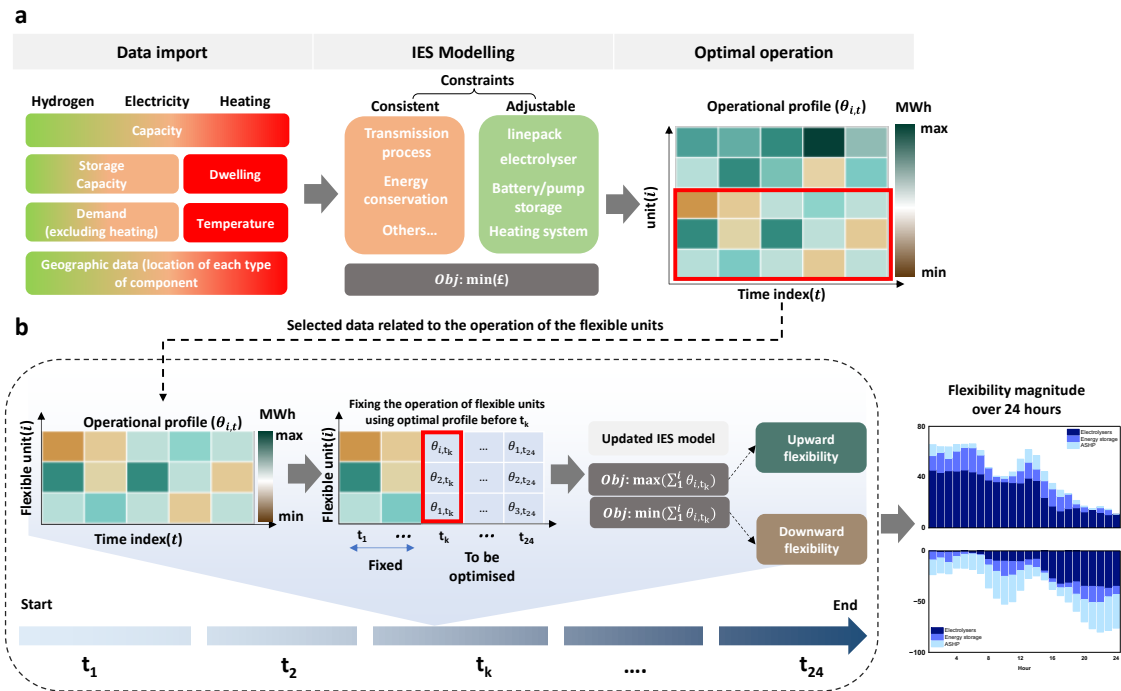 a
Data import
IES Modelling
Optimal operation
Hydrogen
Electricity
Heating
Capacity
Storage
Capacity
Dwelling
Demand
(excluding heating)
Temperature
Geographic data (location of each type
of component
Constraints
Consistent
Adjustable
Transmission
process
Energy
conservation
Others…
linepack
electrolyser
Battery/pump
storage
Heating system
Obj: min(£)
Operational profile (θi,t)
MWh
max
min
unit(i)
Time index(t)
b
Selected data related to the operation of the flexible units
Operational profile (θi,t)
MWh
max
min
Flexible unit(i)
Time index(t)
Fixing the operation of flexible units
using optimal profile before tk
Flexible unit(i)
θi,tk
...
θ1,t24
θ2,tk
...
θ2,t24
θ1,tk
...
θ3,t24
t1
...
tk
...
t24
Fixed
To be
optimised
Updated IES model
Obj: max(∑1i θi,tk)
Obj: min(∑1i θi,tk)
Upward
flexibility
Downward
flexibility
Start
End
t1
t2
tk
....
t24
Flexibility magnitude
over 24 hours
80
40
0
Electrolysers
Energy storage
ASHP
0
−50
−100
Electrolysers
Energy storage
ASHP
4
8
12
16
20
24
Hour